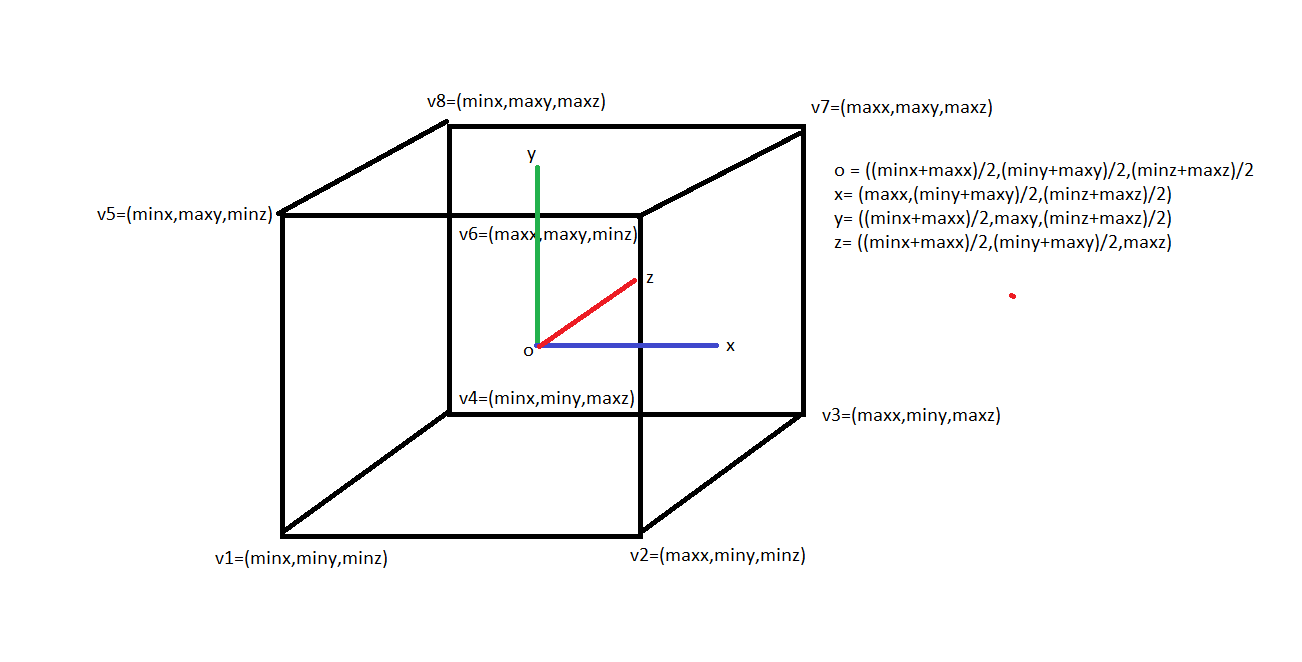 v8=(minx,maxy,maxz)
v7=(maxx,maxy,maxz)
y
o = ((minx+maxx)/2,(miny+maxy)/2,(minz+maxz)/2
x= (maxx,(miny+maxy)/2,(minz+maxz)/2)
y= ((minx+maxx)/2,maxy,(minz+maxz)/2)
z= ((minx+maxx)/2,(miny+maxy)/2,maxz)
v5=(minx,maxy,minz)
v6=(maxx,maxy,minz)
z
o
x
v4=(minx,miny,maxz)
v3=(maxx,miny,maxz)
v1=(minx,miny,minz)
v2=(maxx,miny,minz)